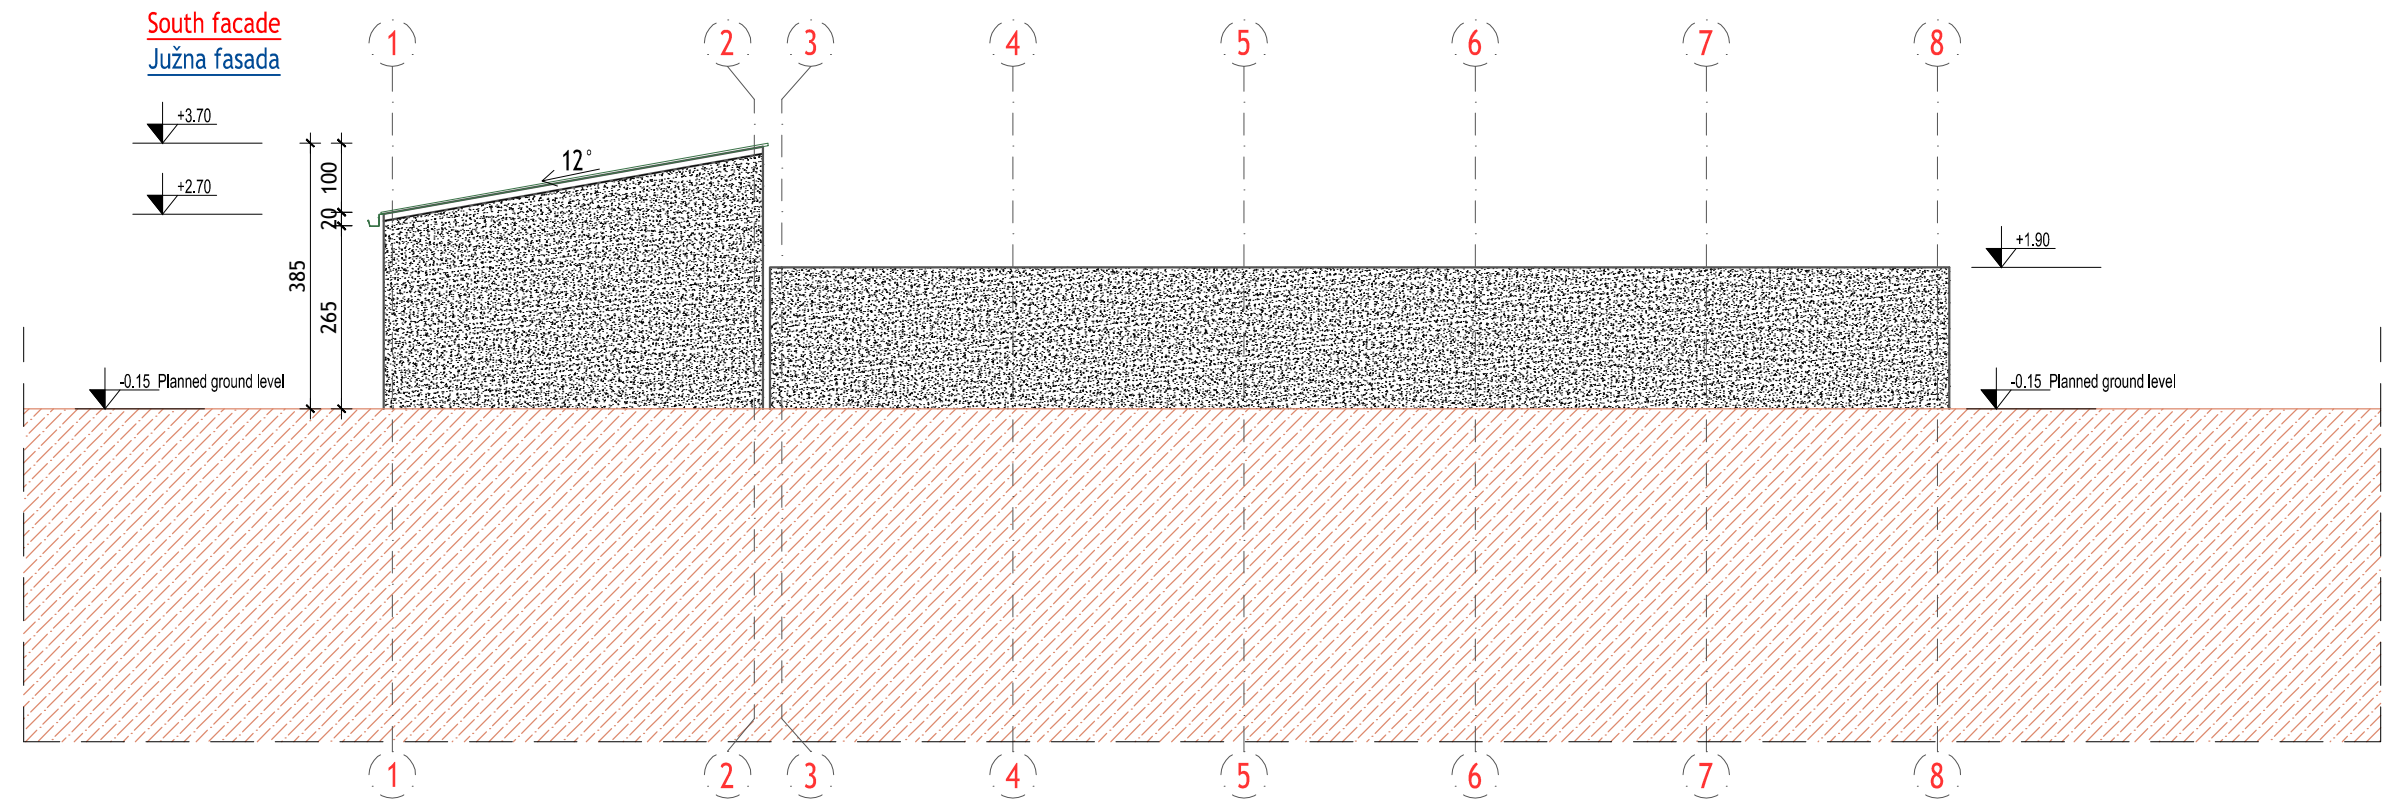 South facade
Južna fasada
1 2 3 4 5 6 7 8
+3.70
+2.70
12°
100
20
385
265
+1.90
-0.15 Planned ground level
-0.15 Planned ground level
1 2 3 4 5 6 7 8